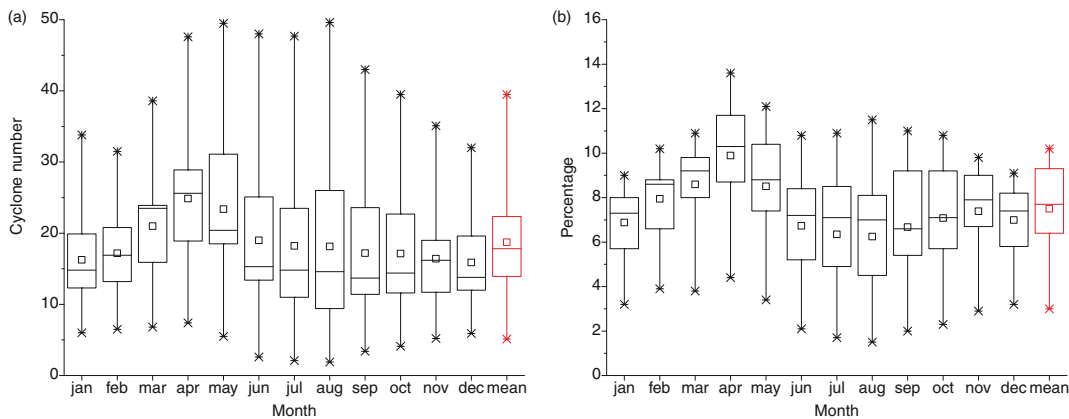 (a)
50
40
30
20
10
0
Cyclone number
jan feb mar apr may jun jul aug sep oct nov dec mean
Month
(b)
16
14
12
10
8
6
4
2
0
Percentage
jan feb mar apr may jun jul aug sep oct nov dec mean
Month